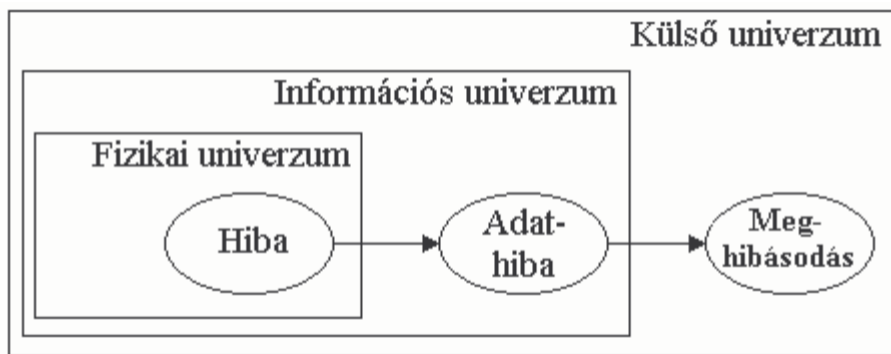 Külső univerzum
Információs univerzum
Fizikai univerzum
Hiba
Adat-
hiba
Meg-
hibásodás